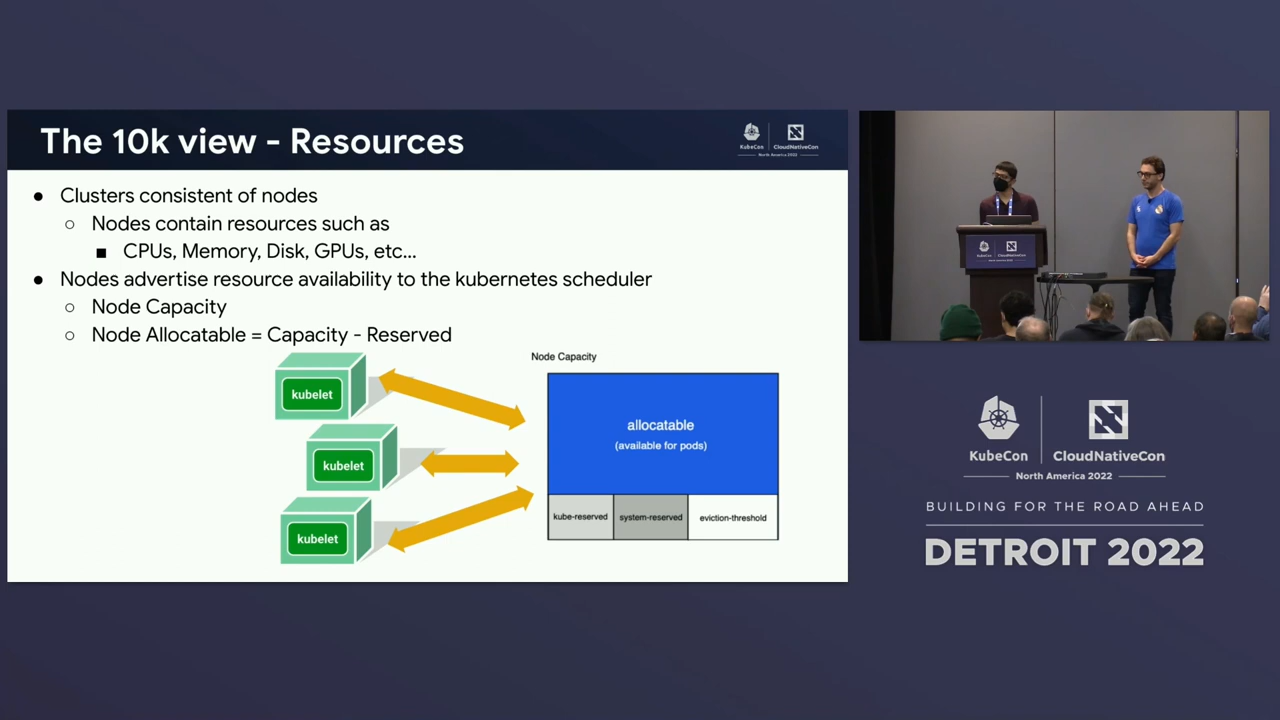 The 10k view - Resources
KubeCon
CloudNativeCon
North America 2022
● Clusters consistent of nodes
○ Nodes contain resources such as
■ CPUs, Memory, Disk, GPUs, etc...
● Nodes advertise resource availability to the kubernetes scheduler
○ Node Capacity
○ Node Allocatable = Capacity - Reserved
Node Capacity
kubelet
kubelet
kubelet
allocatable
(available for pods)
kube-reserved
system-reserved
eviction-threshold
KubeCon
CloudNativeCon
North America 2022
BUILDING FOR THE ROAD AHEAD
DETROIT 2022